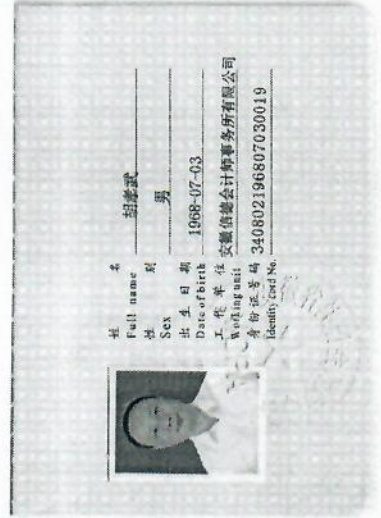 姓 名 胡孝武
Full name
性 别 男
Sex
出 生 日 期 1968-07-03
Date of birth
工 作 单 位 安徽信德会计师事务所有限公司
Working unit
身 份 证 号 码 340802196807030019
Identity card No.